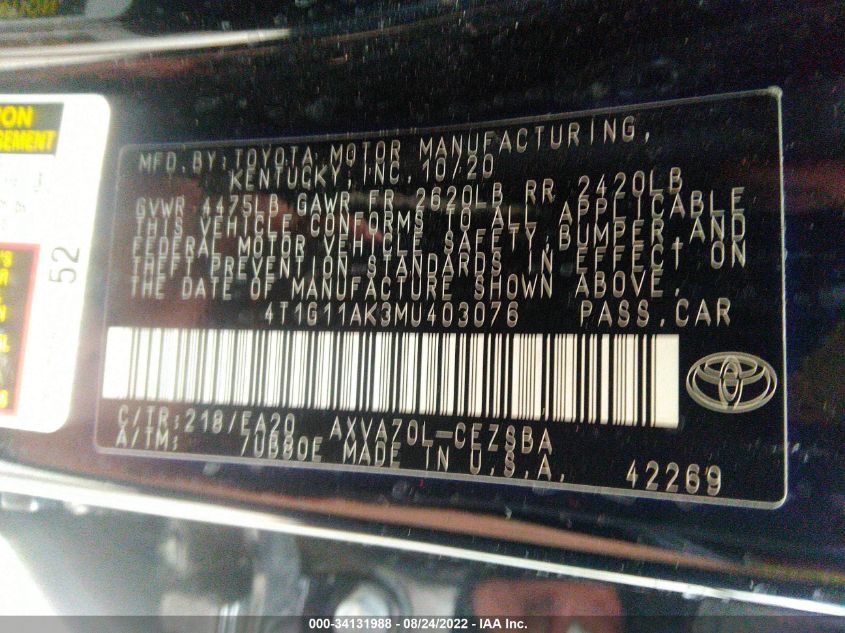 ION
GEMENT
52
MFD. BY: TOYOTA MOTOR MANUFACTURING,
KENTUCKY, INC. 10/20
GVWR 4475LB GAWR FR 2620LB RR 2420LB
THIS VEHICLE CONFORMS TO ALL APPLICABLE
FEDERAL MOTOR VEHICLE SAFETY, BUMPER AND
THEFT PREVENTION STANDARDS IN EFFECT ON
THE DATE OF MANUFACTURE SHOWN ABOVE.
4T1G11AK3MU403076 PASS. CAR
C/TR: 218/EA20 AXVA70L-CEZSBA
A/TM: 7UB80E MADE IN U.S.A. 42269
000-34131988 - 08/24/2022 - IAA Inc.